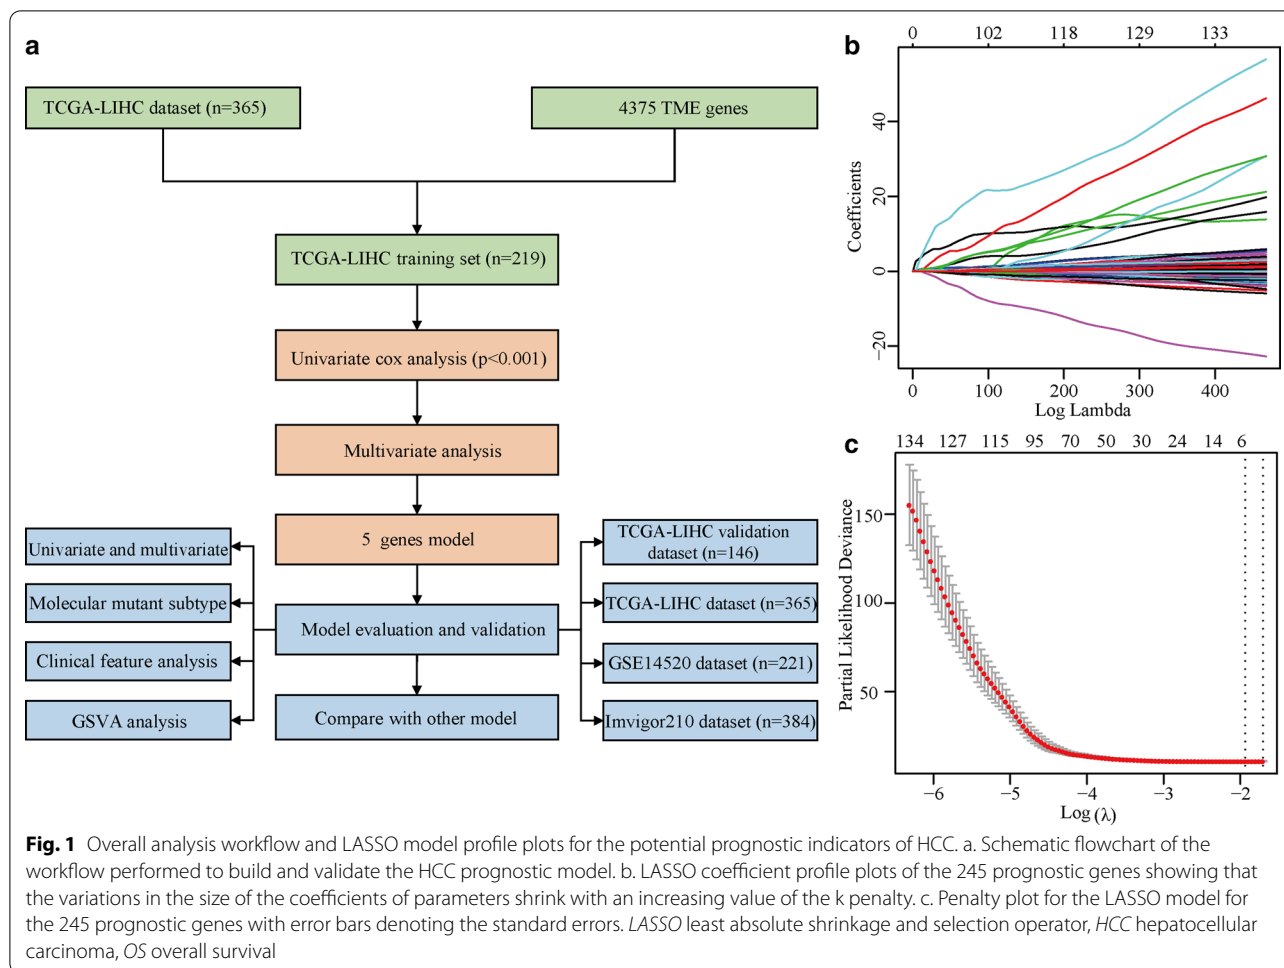 a
TCGA-LIHC dataset (n=365)
4375 TME genes
TCGA-LIHC training set (n=219)
Univariate cox analysis (p<0.001)
Multivariate analysis
5 genes model
Model evaluation and validation
Compare with other model
Univariate and multivariate
Molecular mutant subtype
Clinical feature analysis
GSVA analysis
TCGA-LIHC validation
dataset (n=146)
TCGA-LIHC dataset (n=365)
GSE14520 dataset (n=221)
Imvigor210 dataset (n=384)
b
0 102 118 129 133
Coefficients
40
20
0
−20
0 100 200 300 400
Log Lambda
c
134 127 115 95 70 50 30 24 14 6
Partial Likelihood Deviance
150
100
50
−6 −5 −4 −3 −2
Log (λ)
Fig. 1 Overall analysis workflow and LASSO model profile plots for the potential prognostic indicators of HCC. a. Schematic flowchart of the
workflow performed to build and validate the HCC prognostic model. b. LASSO coefficient profile plots of the 245 prognostic genes showing that
the variations in the size of the coefficients of parameters shrink with an increasing value of the k penalty. c. Penalty plot for the LASSO model for
the 245 prognostic genes with error bars denoting the standard errors. LASSO least absolute shrinkage and selection operator, HCC hepatocellular
carcinoma, OS overall survival